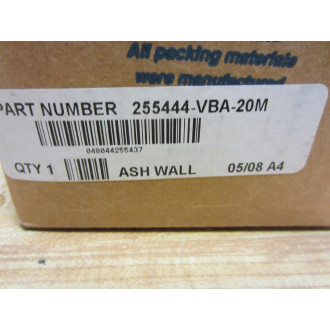 All packing materials
were manufactured
PART NUMBER 255444-VBA-20M
048044255437
QTY 1 ASH WALL 05/08 A4